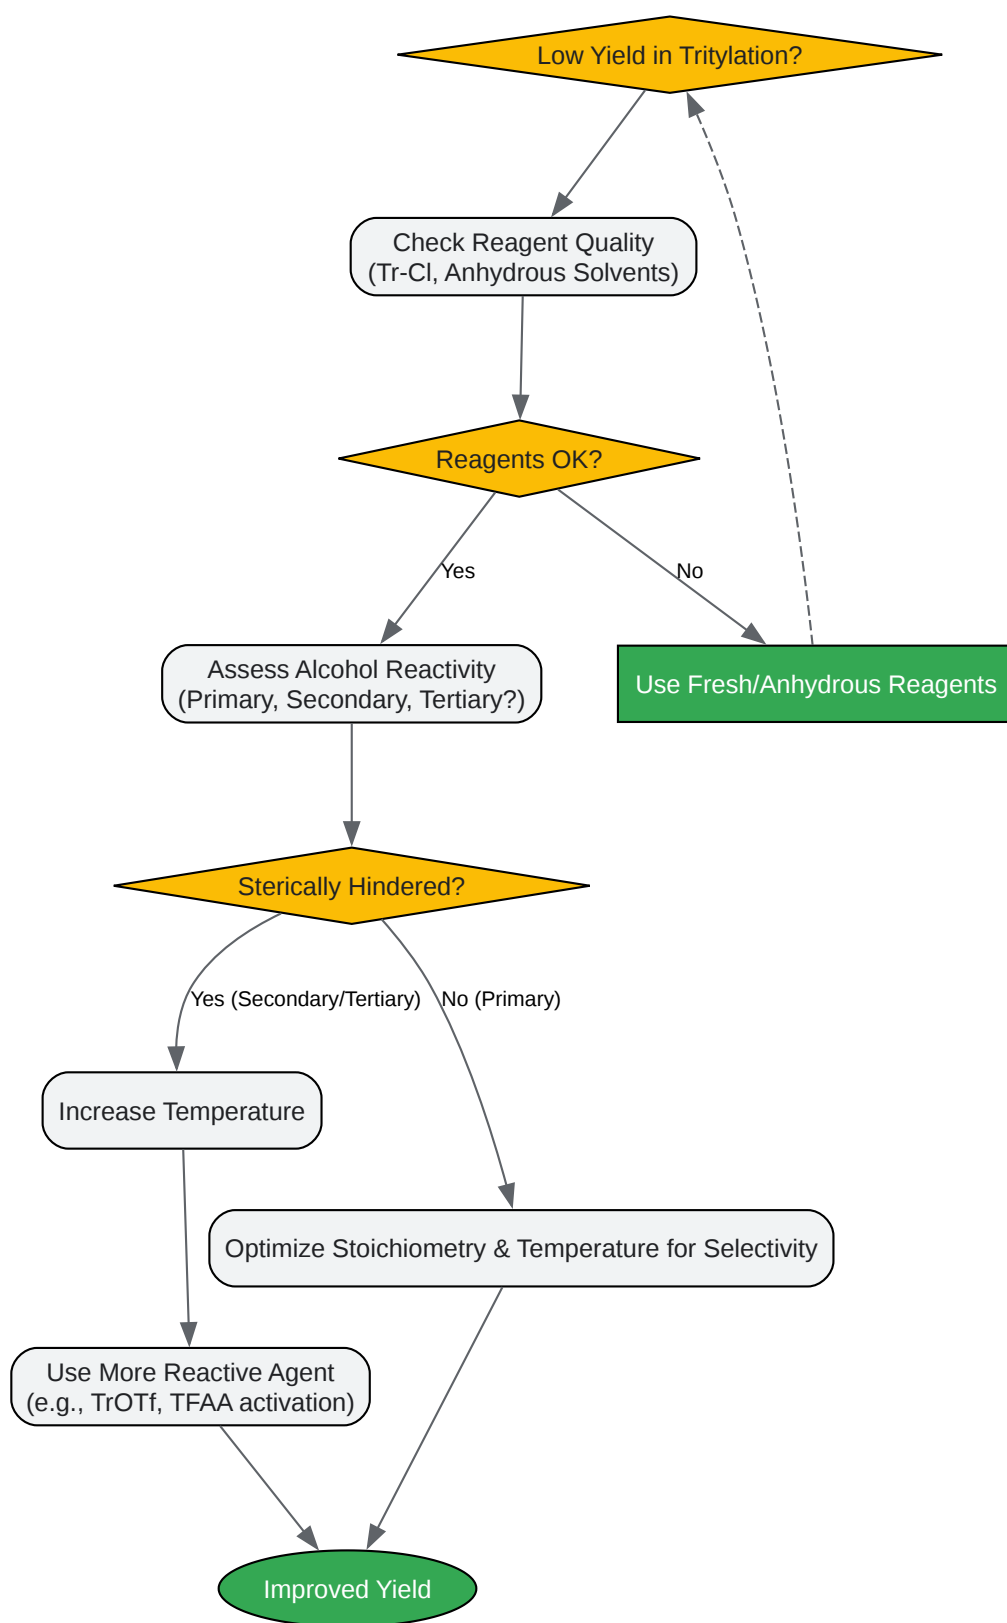 Low Yield in Tritylation?
Check Reagent Quality
(Tr-Cl, Anhydrous Solvents)
Reagents OK?
Yes
No
Assess Alcohol Reactivity
(Primary, Secondary, Tertiary?)
Use Fresh/Anhydrous Reagents
Sterically Hindered?
Yes (Secondary/Tertiary)
No (Primary)
Increase Temperature
Optimize Stoichiometry & Temperature for Selectivity
Use More Reactive Agent
(e.g., TrOTf, TFAA activation)
Improved Yield